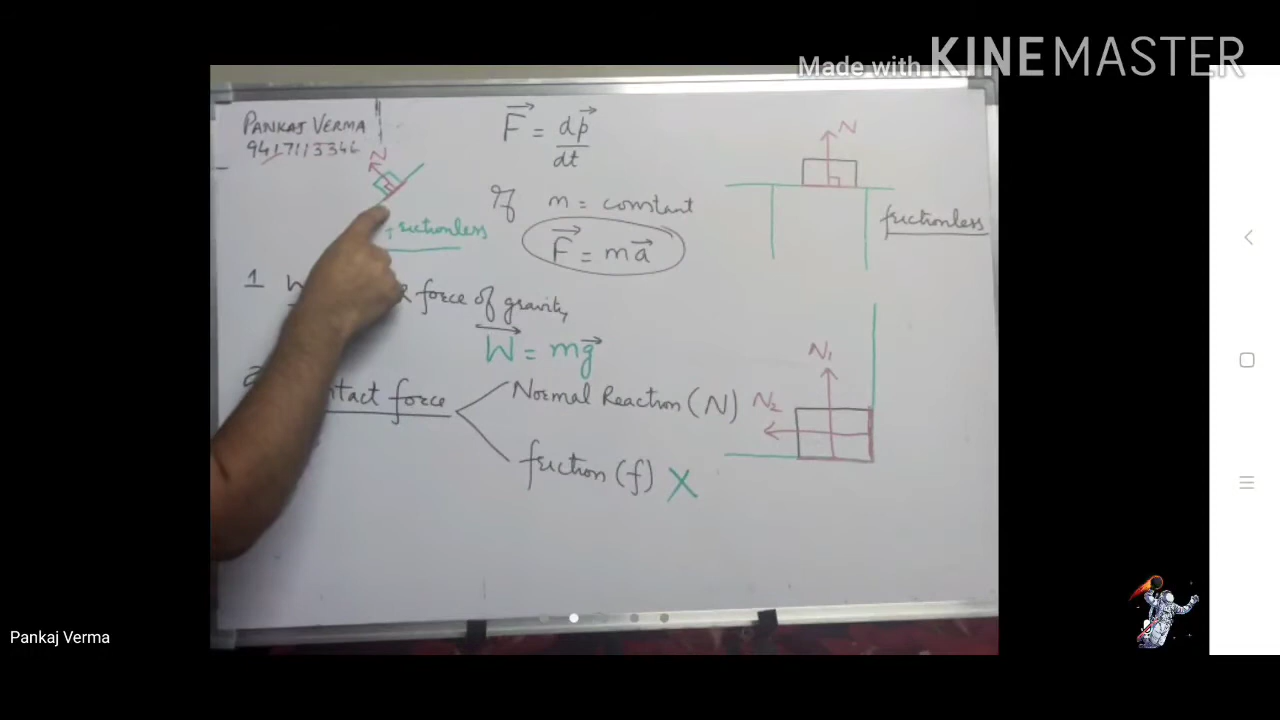 Made with KINEMASTER
PANKAJ VERMA
9417113346
N
frictionless
F = dp
dt
If m = constant
F = ma
N
frictionless
1
force of gravity
W = mg
force
Normal Reaction (N)
friction (f) X
N₁
N₂
Pankaj Verma